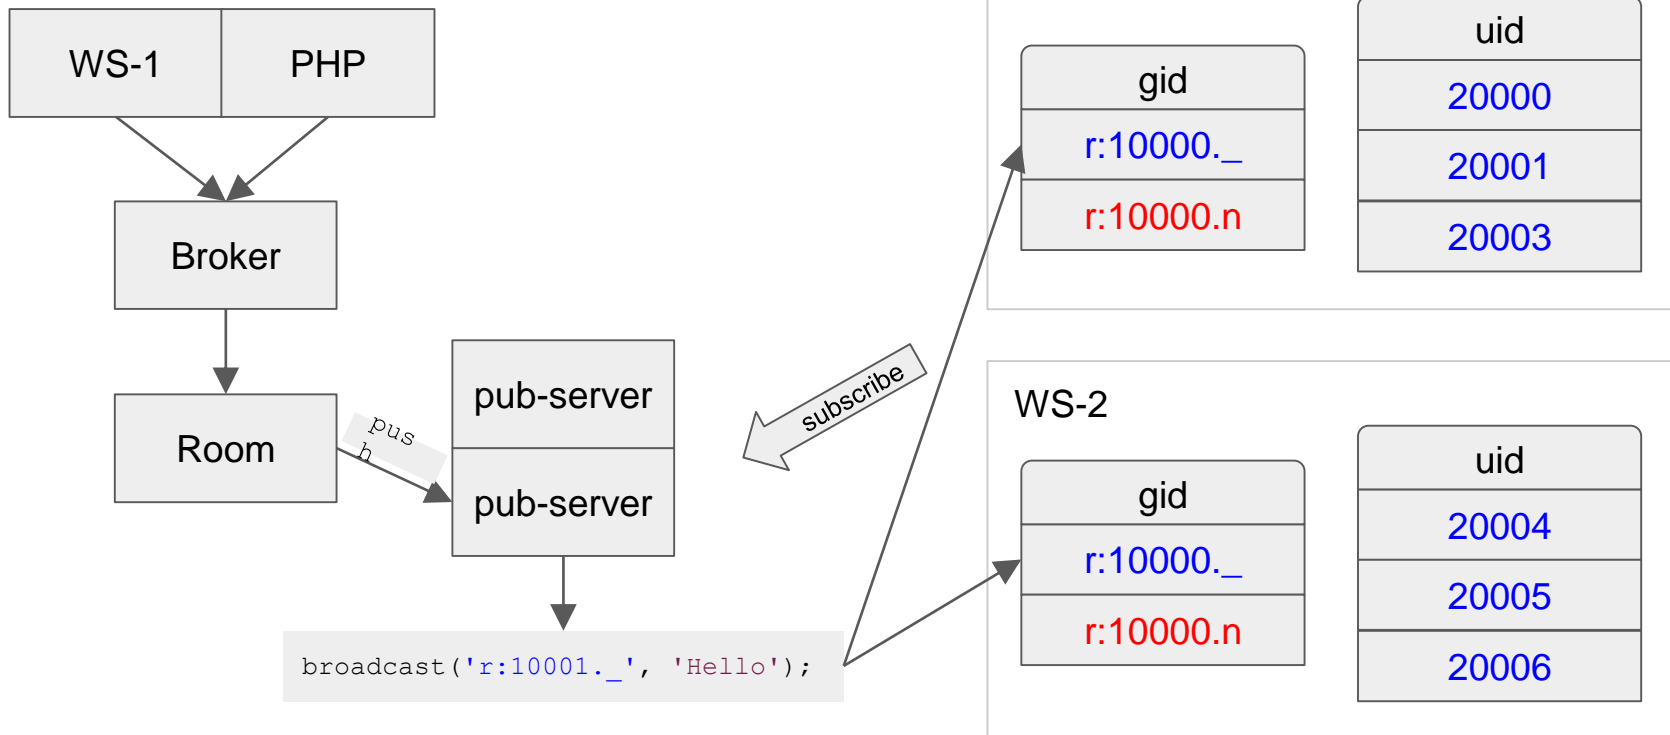 WS-1
PHP
Broker
Room
pus
h
pub-server
pub-server
broadcast('r:10001._', 'Hello');
subscribe
gid
r:10000._
r:10000.n
uid
20000
20001
20003
WS-2
gid
r:10000._
r:10000.n
uid
20004
20005
20006